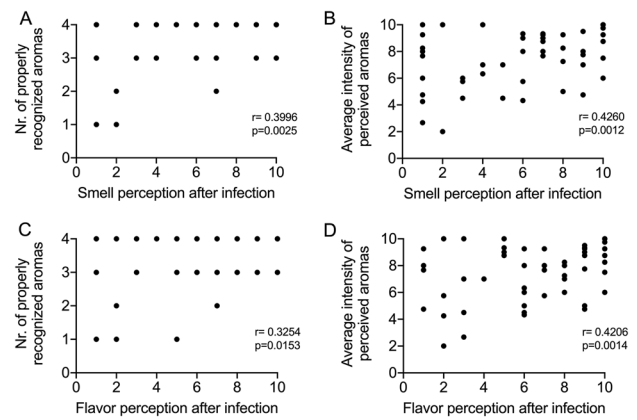 A
Nr. of properly
recognized aromas
4
3
2
1
0
0 2 4 6 8 10
r= 0.3996
p=0.0025
Smell perception after infection
B
Average intensity of
perceived aromas
10
8
6
4
2
0
0 2 4 6 8 10
r= 0.4260
p=0.0012
Smell perception after infection
C
Nr. of properly
recognized aromas
4
3
2
1
0
0 2 4 6 8 10
r= 0.3254
p=0.0153
Flavor perception after infection
D
Average intensity of
perceived aromas
10
8
6
4
2
0
0 2 4 6 8 10
r= 0.4206
p=0.0014
Flavor perception after infection